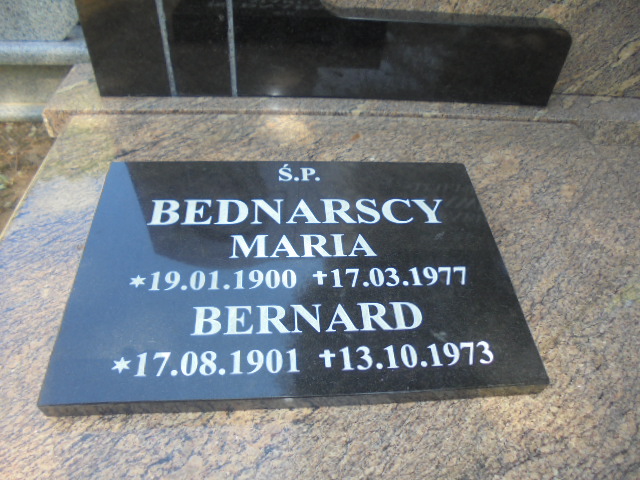 Ś.P.
BEDNARSCY
MARIA
*19.01.1900 †17.03.1977
BERNARD
*17.08.1901 †13.10.1973